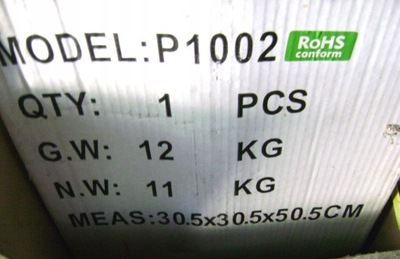 MODEL:P1002 RoHS conform
QTY: 1 PCS
G.W: 12 KG
N.W: 11 KG
MEAS:30.5x30.5x50.5CM